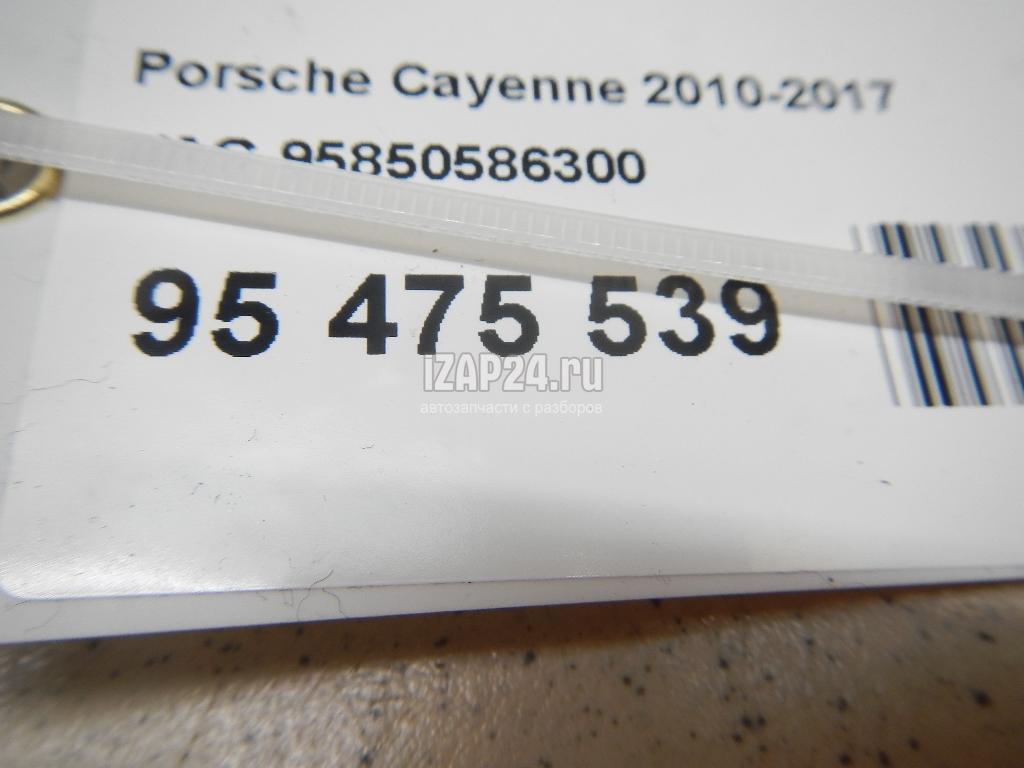 Porsche Cayenne 2010-2017
95850586300
95 475 539
iZAP24.ru
автозапчасти с разборов